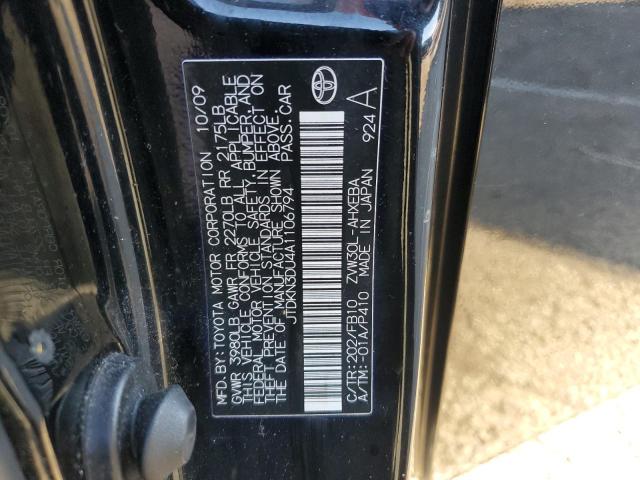 MFD.BY:TOYOTA MOTOR CORPORATION 10/09
GVWR 3980LB GAWR FR 2270LB RR 2175LB
THIS VEHICLE CONFORMS TO ALL APPLICABLE
FEDERAL MOTOR VEHICLE SAFETY, BUMPER, AND
THEFT PREVENTION STANDARDS IN EFFECT ON
THE DATE OF MANUFACTURE SHOWN ABOVE.
JTDKN3DU4A1106794 PASS.CAR
C/TR:202/FB10 ZVW30L-AHXEBA
A/TM:-01A/P410 MADE IN JAPAN 924 A